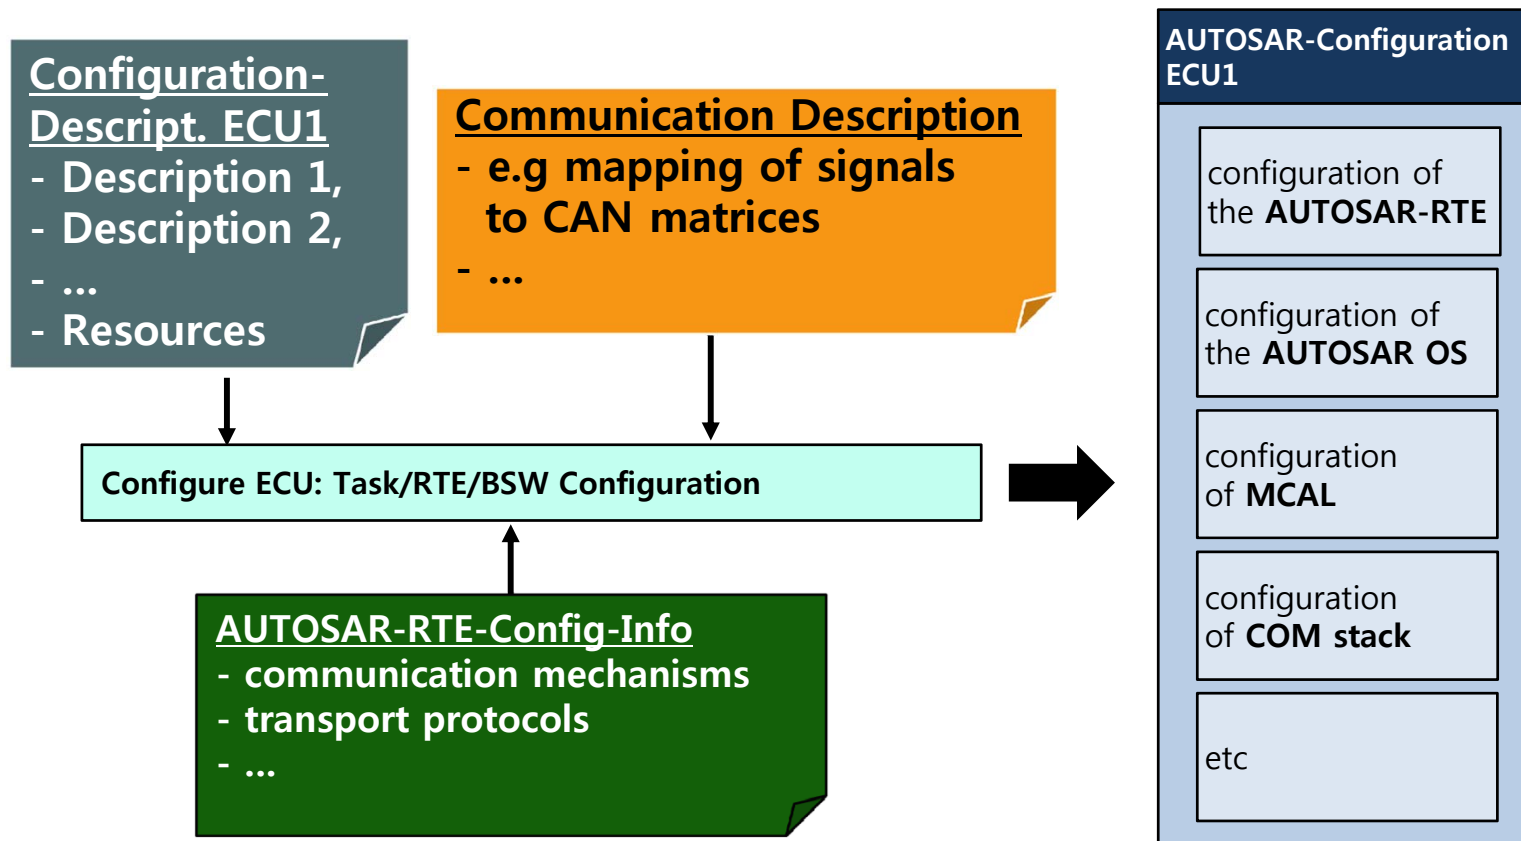 Configuration-
Descript. ECU1
- Description 1,
- Description 2,
- ...
- Resources
Communication Description
- e.g mapping of signals
to CAN matrices
- ...
Configure ECU: Task/RTE/BSW Configuration
AUTOSAR-RTE-Config-Info
- communication mechanisms
- transport protocols
- ...
AUTOSAR-Configuration
ECU1
configuration of
the AUTOSAR-RTE
configuration of
the AUTOSAR OS
configuration
of MCAL
configuration
of COM stack
etc